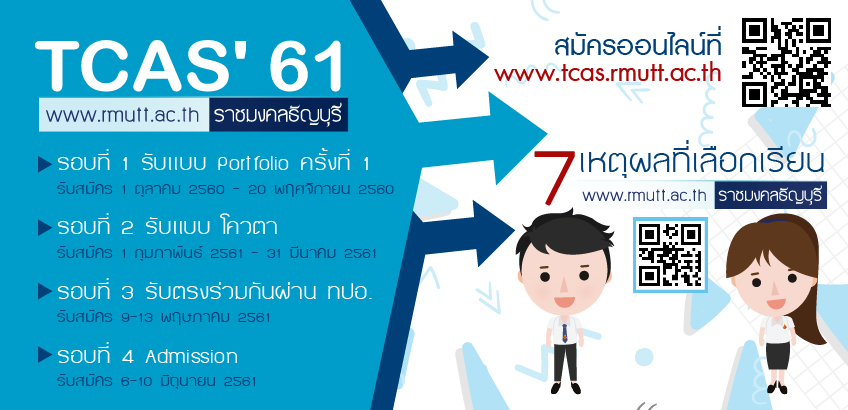 TCAS' 61
www.rmutt.ac.th ราชมงคลธัญบุรี
รอบที่ 1 รับแบบ Portfolio ครั้งที่ 1
รับสมัคร 1 ตุลาคม 2560 - 20 พฤศจิกายน 2560
รอบที่ 2 รับแบบ โควตา
รับสมัคร 1 กุมภาพันธ์ 2561 - 31 มีนาคม 2561
รอบที่ 3 รับตรงร่วมกันผ่าน ทปอ.
รับสมัคร 9-13 พฤษภาคม 2561
รอบที่ 4 Admission
รับสมัคร 6-10 มิถุนายน 2561
สมัครออนไลน์ที่
www.tcas.rmutt.ac.th
7 เหตุผลที่เลือกเรียน
www.rmutt.ac.th ราชมงคลธัญบุรี